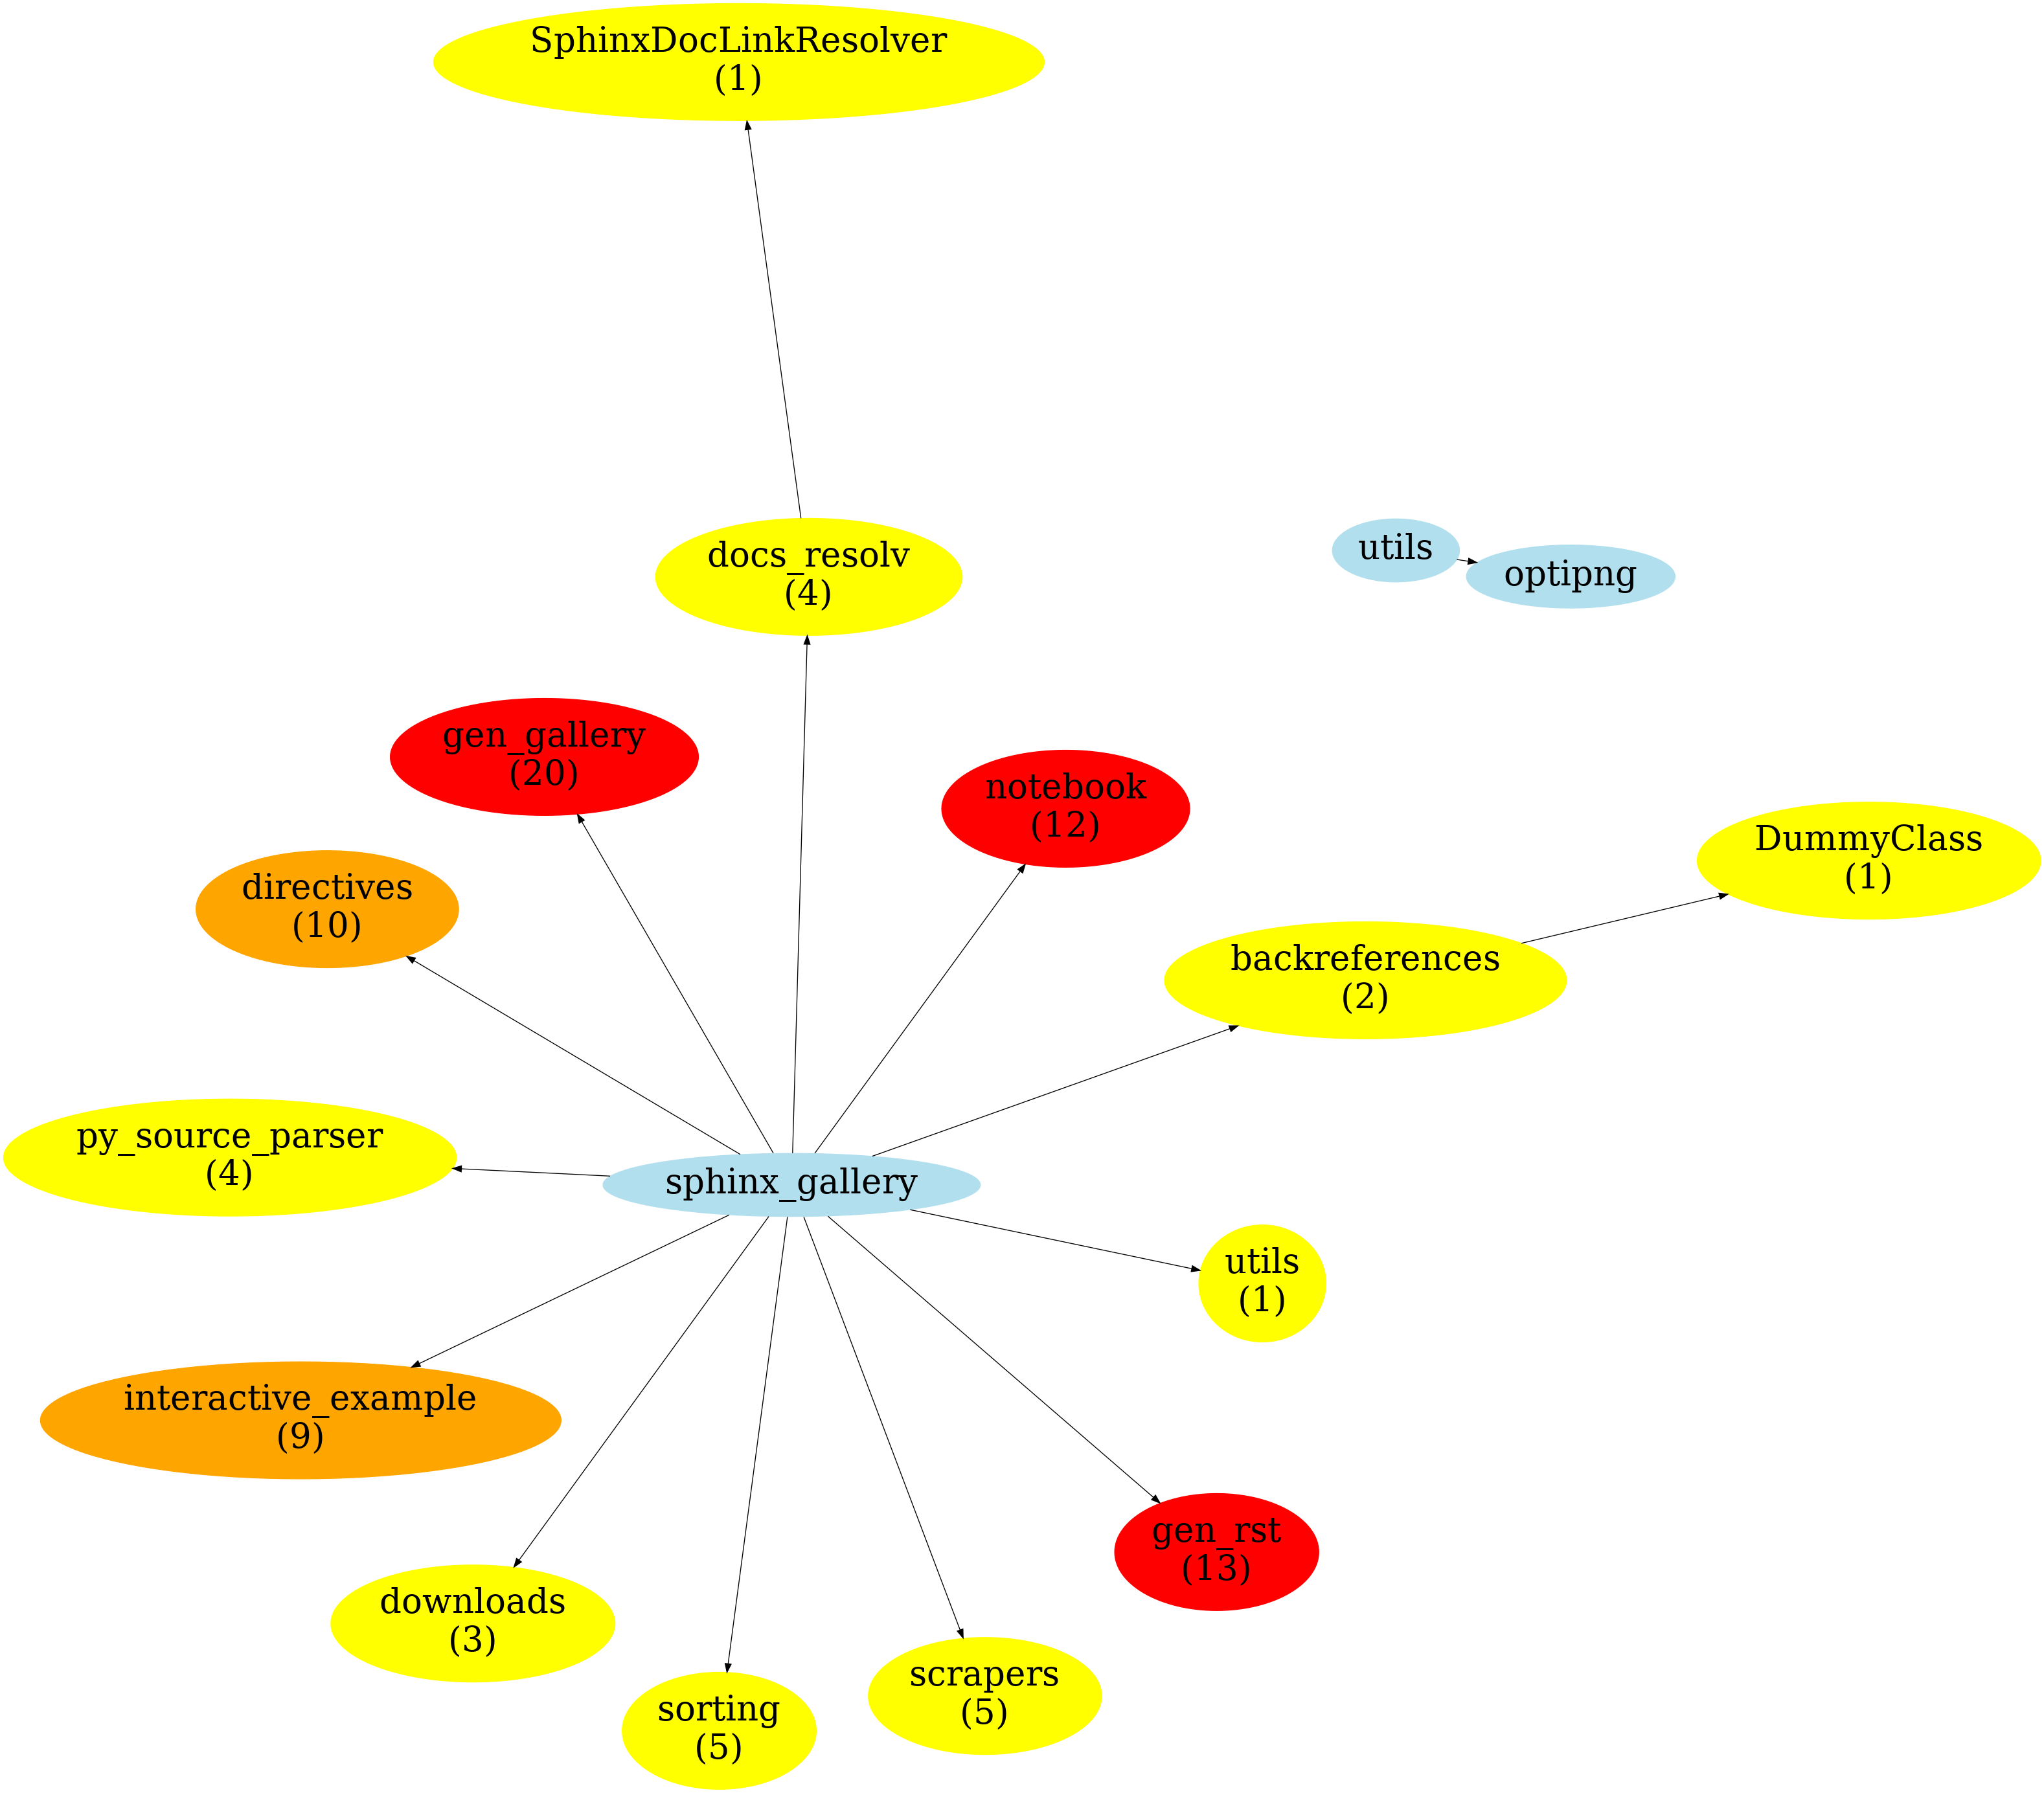 SphinxDocLinkResolver
(1)
docs_resolv
(4)
utils
optipng
gen_gallery
(20)
notebook
(12)
directives
(10)
DummyClass
(1)
backreferences
(2)
py_source_parser
(4)
sphinx_gallery
utils
(1)
interactive_example
(9)
gen_rst
(13)
downloads
(3)
scrapers
(5)
sorting
(5)